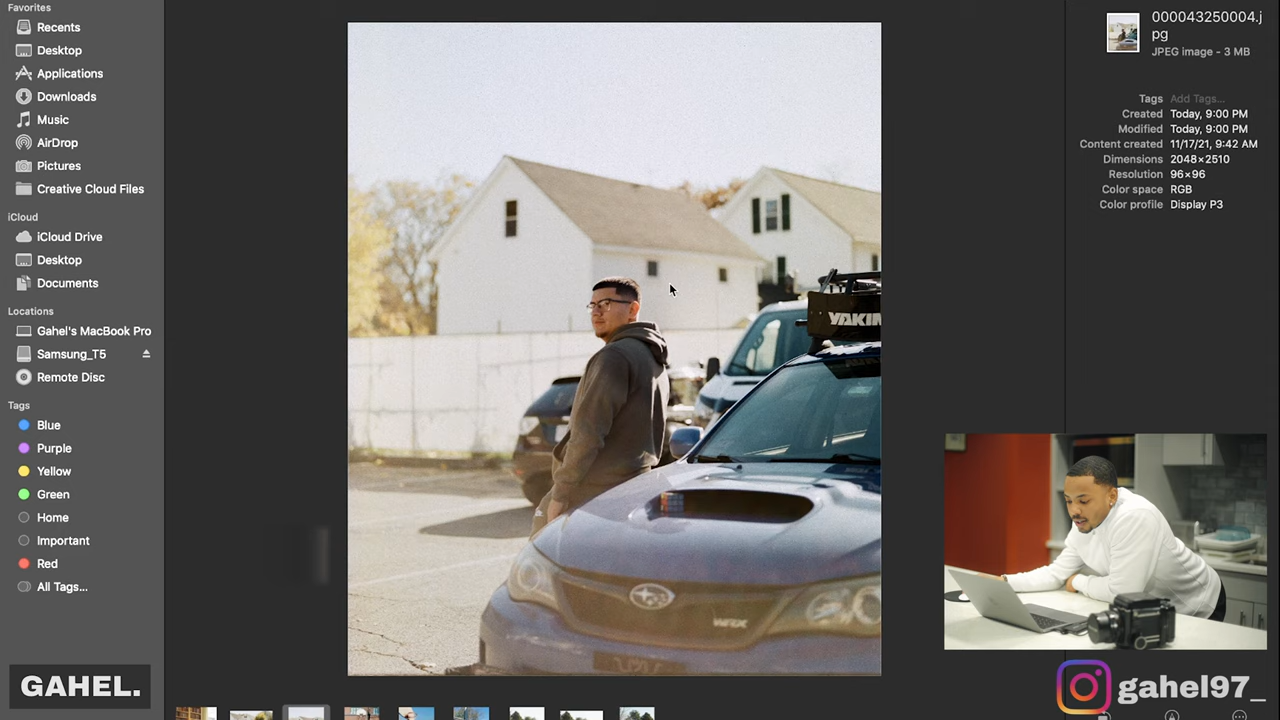 Favorites
Recents
Desktop
Applications
Downloads
Music
AirDrop
Pictures
Creative Cloud Files
iCloud
iCloud Drive
Desktop
Documents
Locations
Gahel's MacBook Pro
Samsung_T5
Remote Disc
Tags
Blue
Purple
Yellow
Green
Home
Important
Red
All Tags...
GAHEL.
YAKIM
WRX
000043250004.j
pg
JPEG image - 3 MB
Tags Add Tags...
Created Today, 9:00 PM
Modified Today, 9:00 PM
Content created 11/17/21, 9:42 AM
Dimensions 2048×2510
Resolution 96×96
Color space RGB
Color profile Display P3
gahel97_